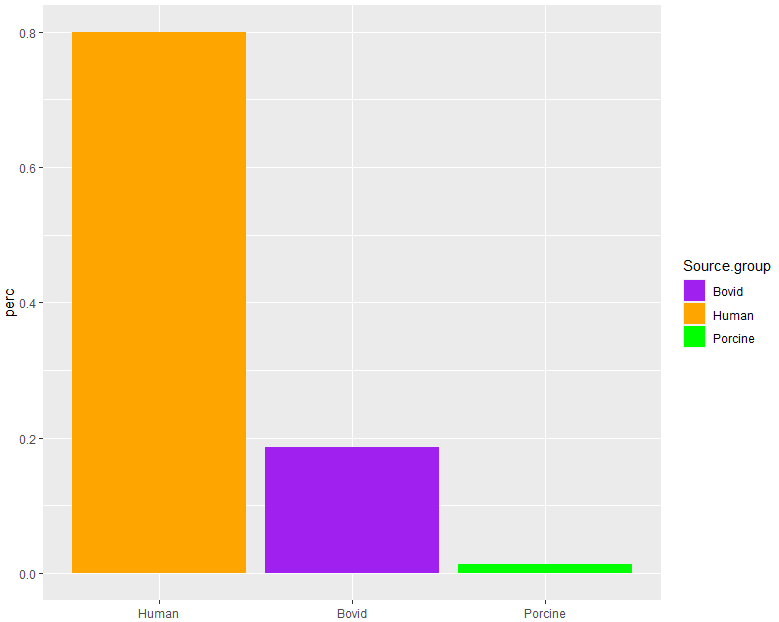 perc
0.8
0.6
0.4
0.2
0.0
Human
Bovid
Porcine
Source.group
Bovid
Human
Porcine